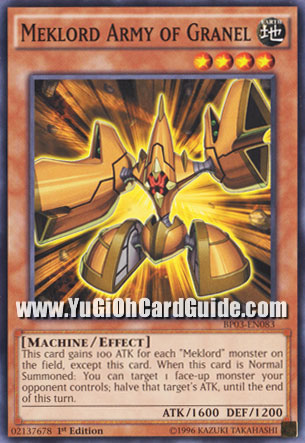 Meklord Army of Granel
EARTH
地
www.YuGiOhCardGuide.com
BP03-EN083
[Machine/Effect]
This card gains 100 ATK for each "Meklord" monster on
the field, except this card. When this card is Normal
Summoned: You can target 1 face-up monster your
opponent controls; halve that target's ATK, until the end
of this turn.
ATK/1600 DEF/1200
02137678 1st Edition ©1996 KAZUKI TAKAHASHI